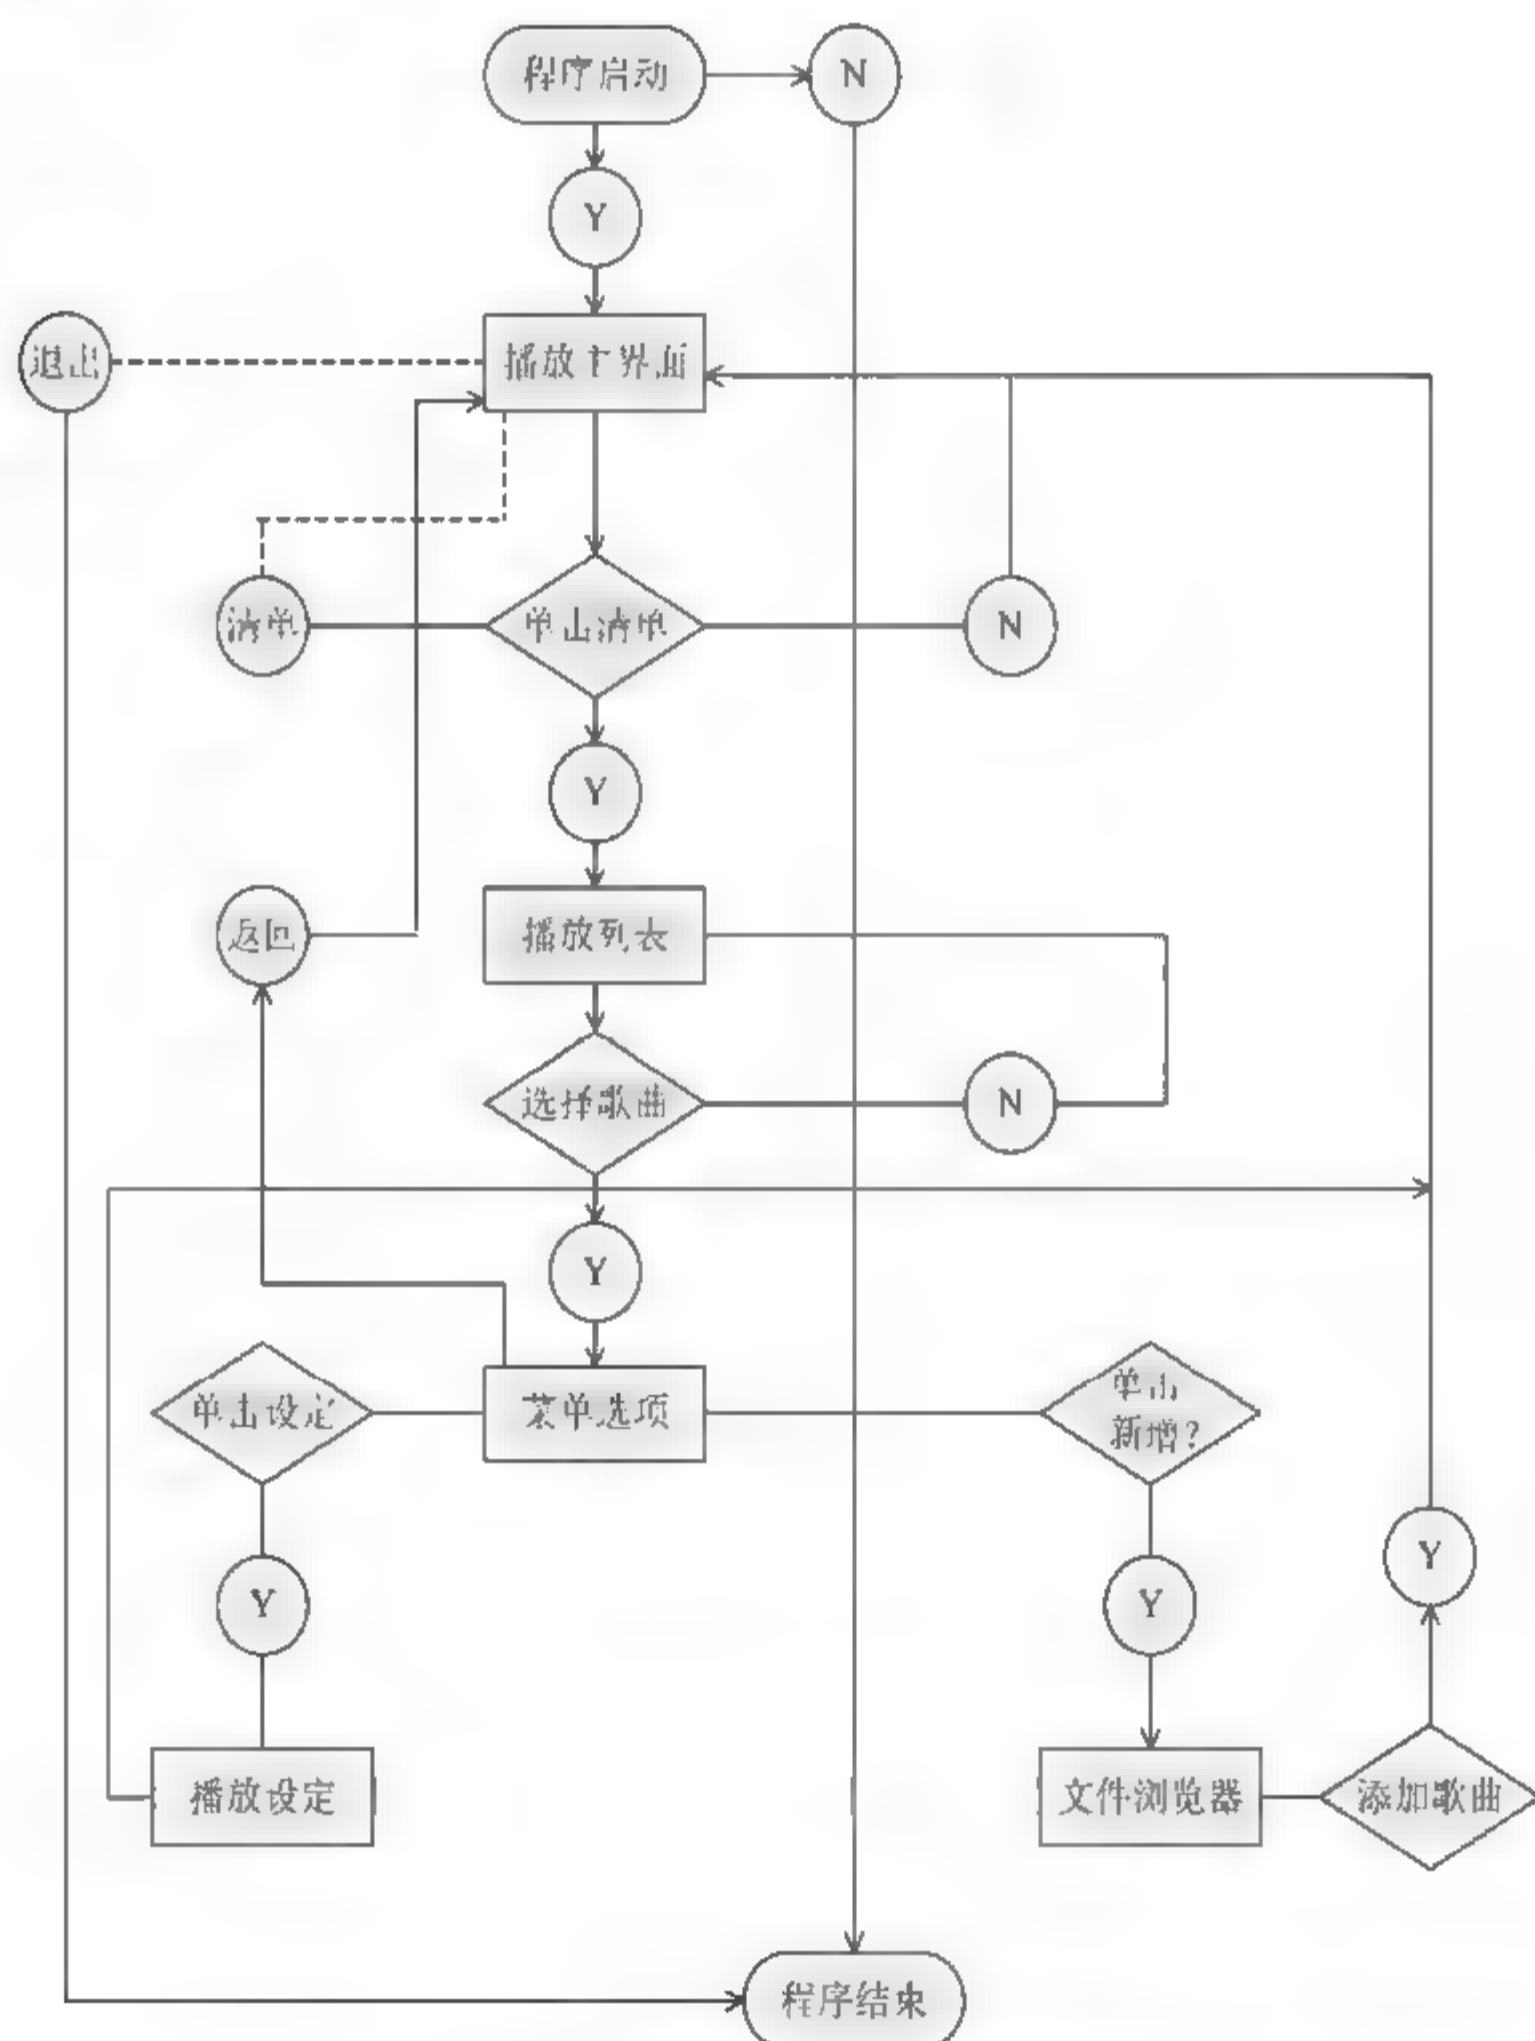 程序启动
N
Y
退出
播放主界面
清单
单击清单
N
Y
返回
播放列表
选择歌曲
N
Y
单击设定
菜单选项
单击
新增?
Y
Y
Y
播放设定
文件浏览器
添加歌曲
程序结束